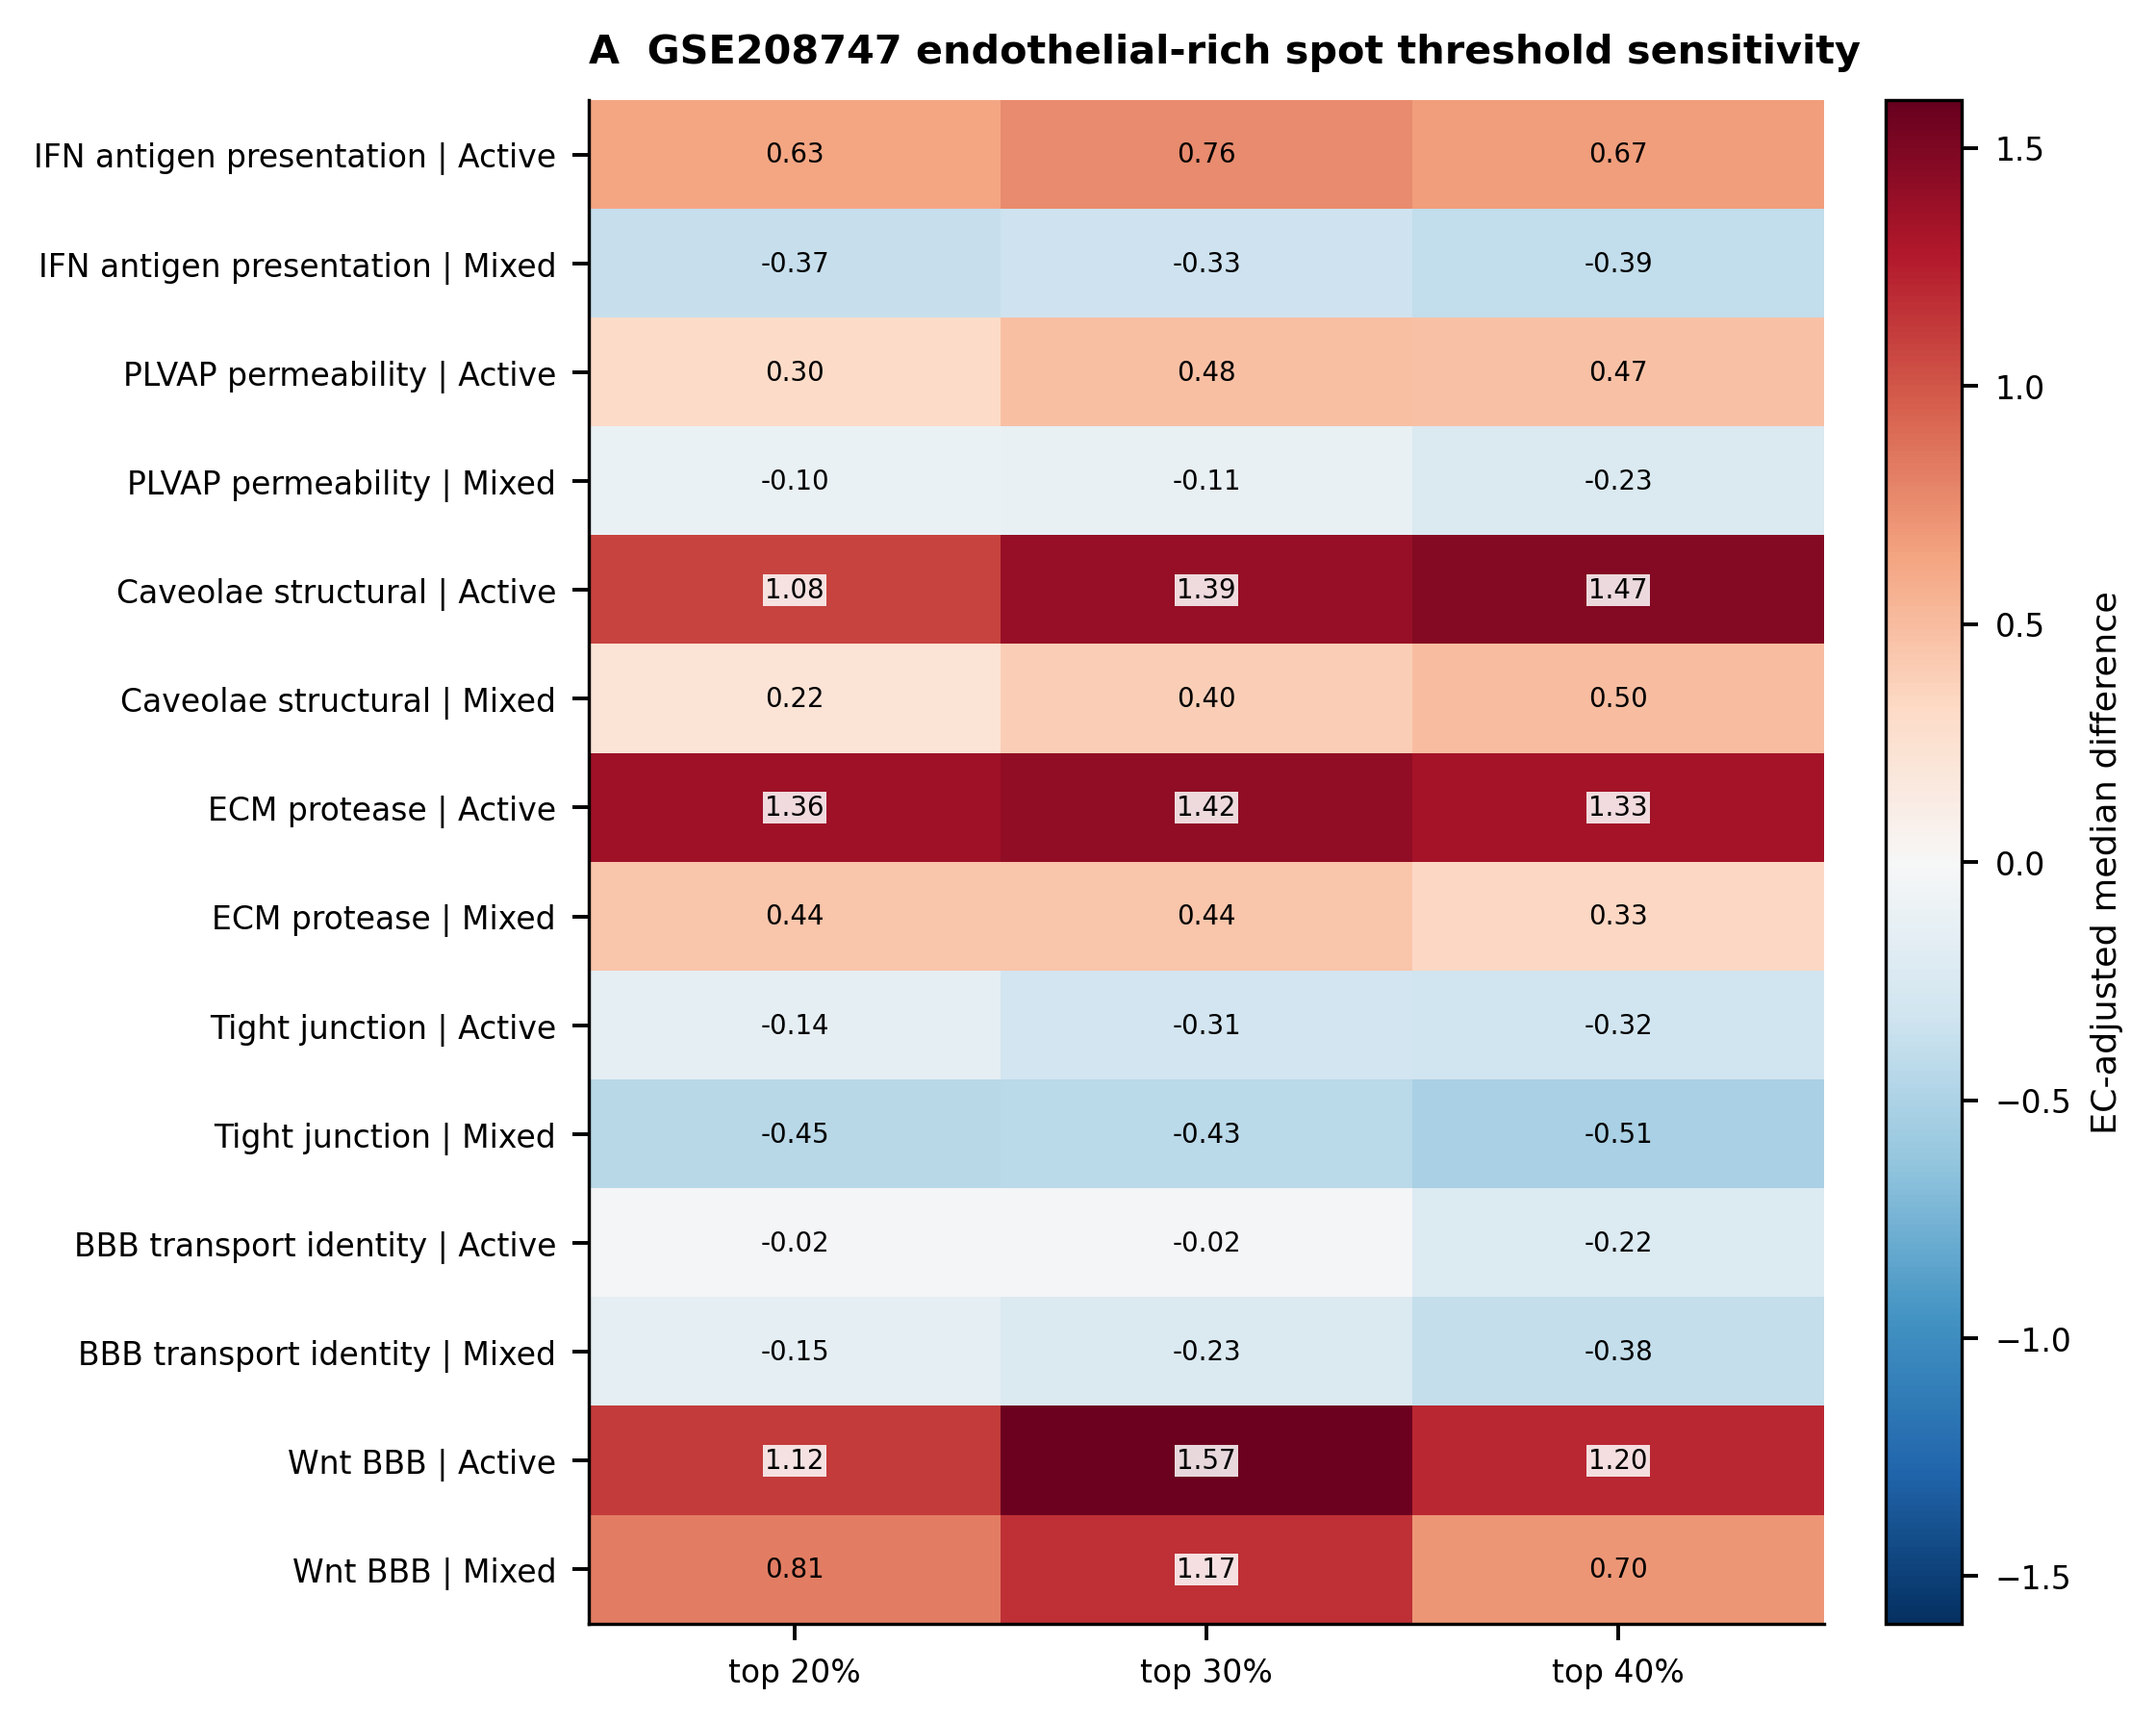 A  GSE208747 endothelial-rich spot threshold sensitivity
IFN antigen presentation | Active 0.63 0.76 0.67
IFN antigen presentation | Mixed -0.37 -0.33 -0.39
PLVAP permeability | Active 0.30 0.48 0.47
PLVAP permeability | Mixed -0.10 -0.11 -0.23
Caveolae structural | Active 1.08 1.39 1.47
Caveolae structural | Mixed 0.22 0.40 0.50
ECM protease | Active 1.36 1.42 1.33
ECM protease | Mixed 0.44 0.44 0.33
Tight junction | Active -0.14 -0.31 -0.32
Tight junction | Mixed -0.45 -0.43 -0.51
BBB transport identity | Active -0.02 -0.02 -0.22
BBB transport identity | Mixed -0.15 -0.23 -0.38
Wnt BBB | Active 1.12 1.57 1.20
Wnt BBB | Mixed 0.81 1.17 0.70
top 20% top 30% top 40%
1.5
1.0
0.5
0.0
−0.5
−1.0
−1.5
EC-adjusted median difference